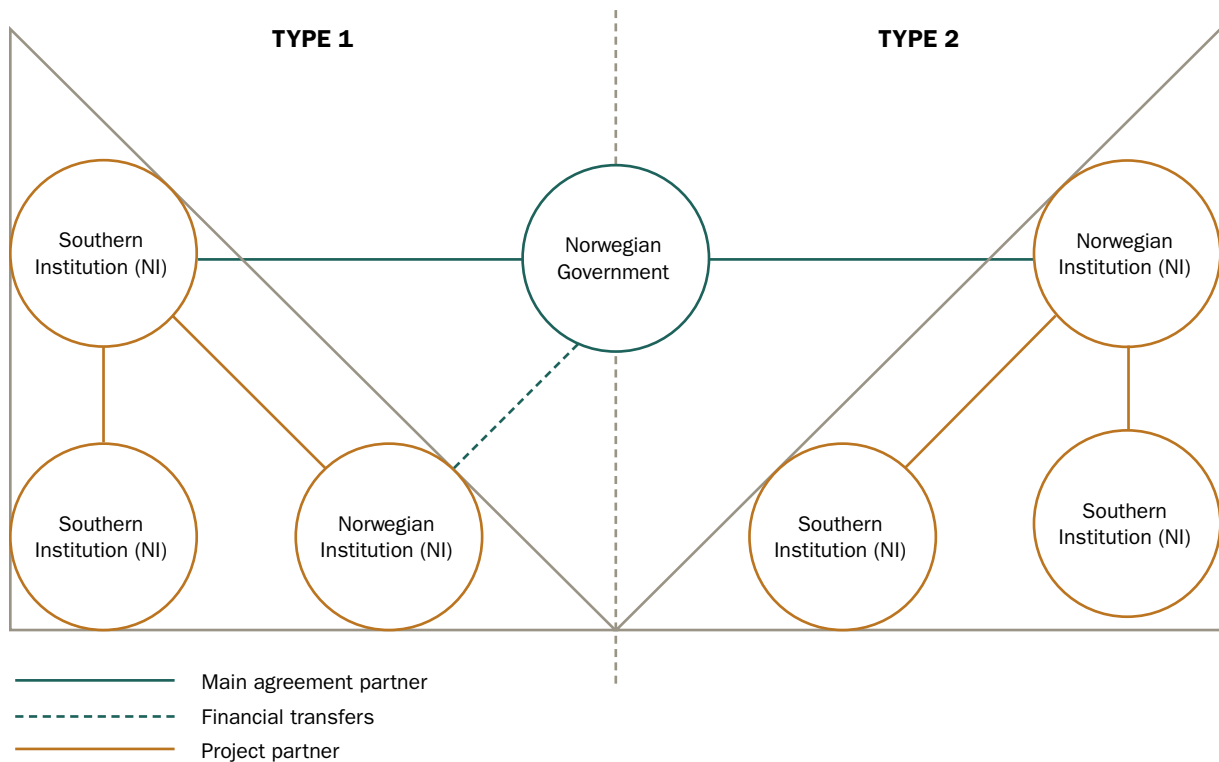 TYPE 1
TYPE 2
Southern
Institution (NI)
Norwegian
Government
Norwegian
Institution (NI)
Southern
Institution (NI)
Norwegian
Institution (NI)
Southern
Institution (NI)
Southern
Institution (NI)
Main agreement partner
Financial transfers
Project partner